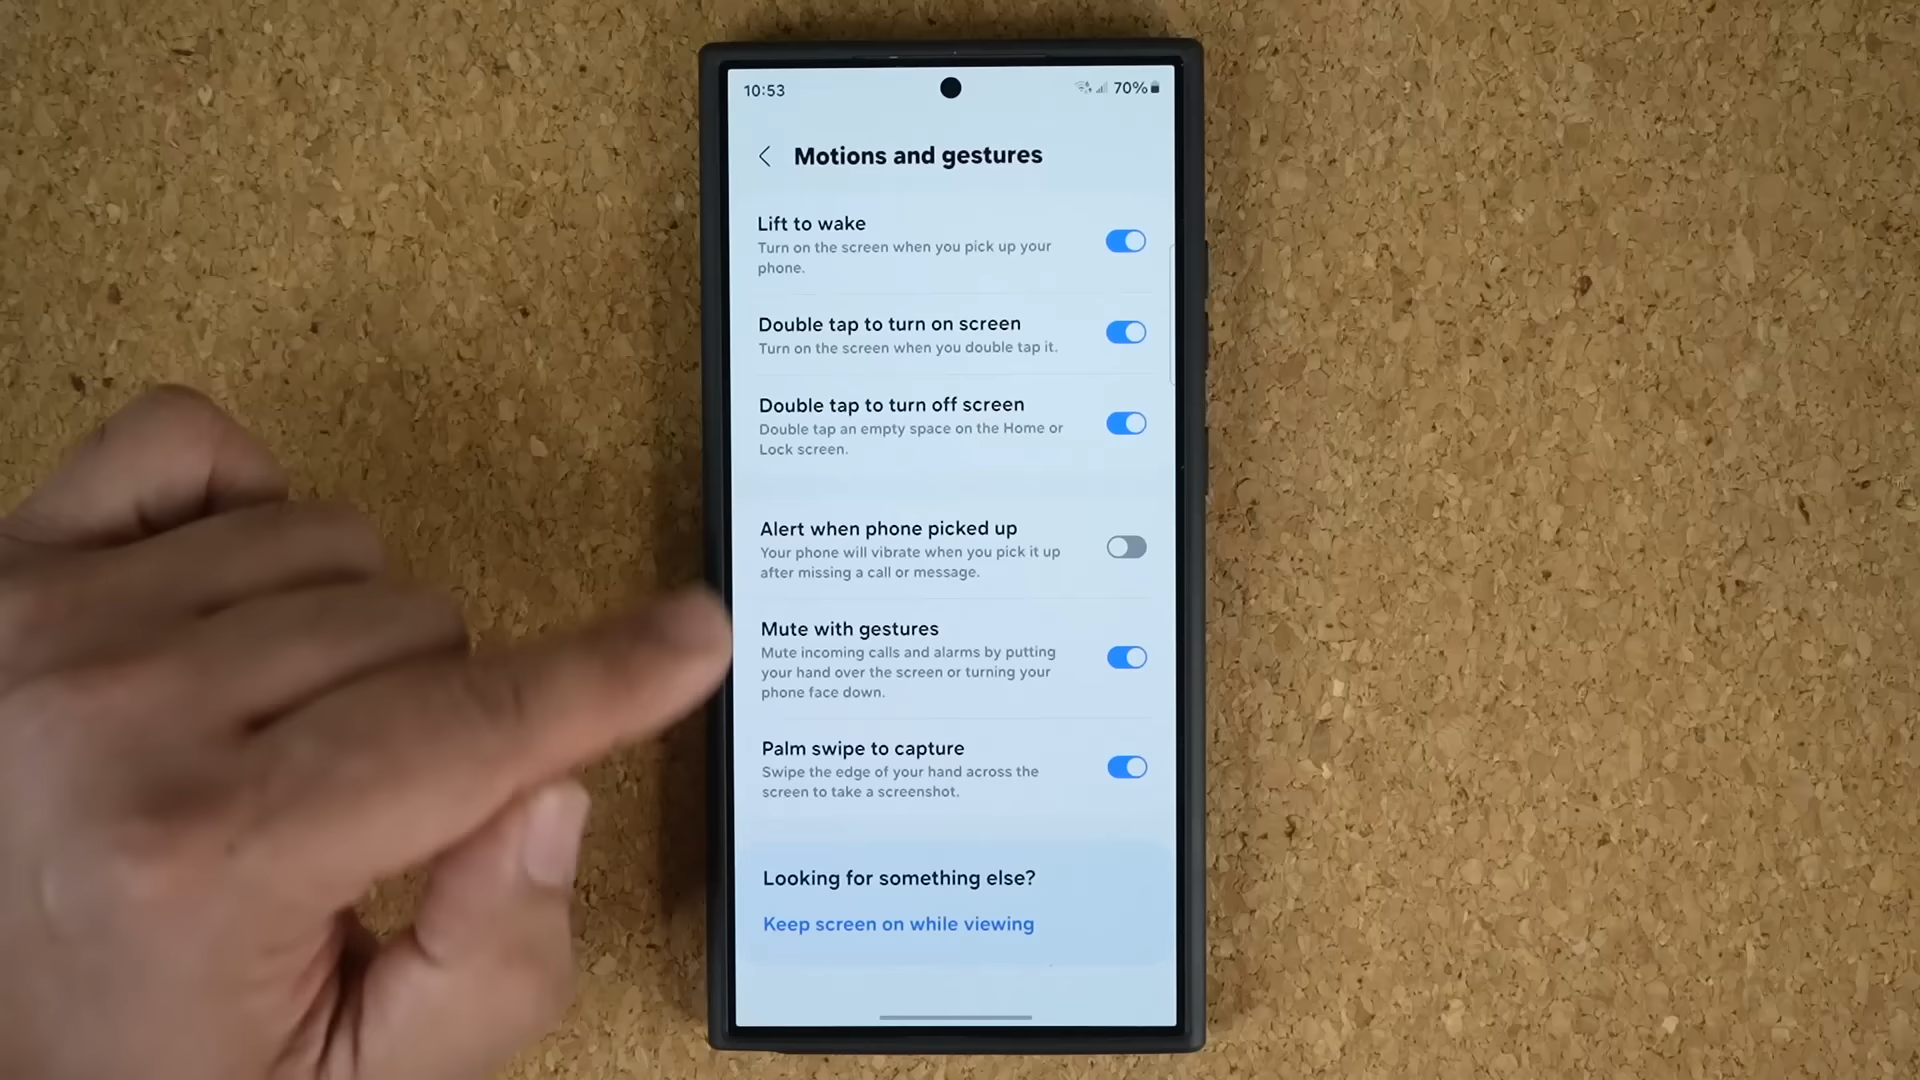 10:53
70%
Motions and gestures
Lift to wake
Turn on the screen when you pick up your
phone.
Double tap to turn on screen
Turn on the screen when you double tap it.
Double tap to turn off screen
Double tap an empty space on the Home or
Lock screen.
Alert when phone picked up
Your phone will vibrate when you pick it up
after missing a call or message.
Mute with gestures
Mute incoming calls and alarms by putting
your hand over the screen or turning your
phone face down.
Palm swipe to capture
Swipe the edge of your hand across the
screen to take a screenshot.
Looking for something else?
Keep screen on while viewing